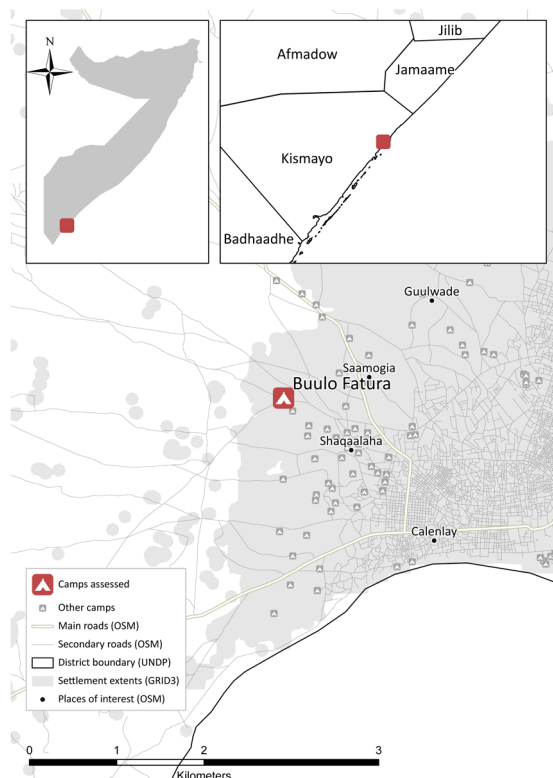 N
Jilib
Afmadow
Jamaame
Kismayo
Badhaadhe
Guulwade
Saamogia
Buulo Fatura
Shaqaalaha
Calenlay
Camps assessed
Other camps
Main roads (OSM)
Secondary roads (OSM)
District boundary (UNDP)
Settlement extents (GRID3)
Places of interest (OSM)
0 1 2 3
Kilometers